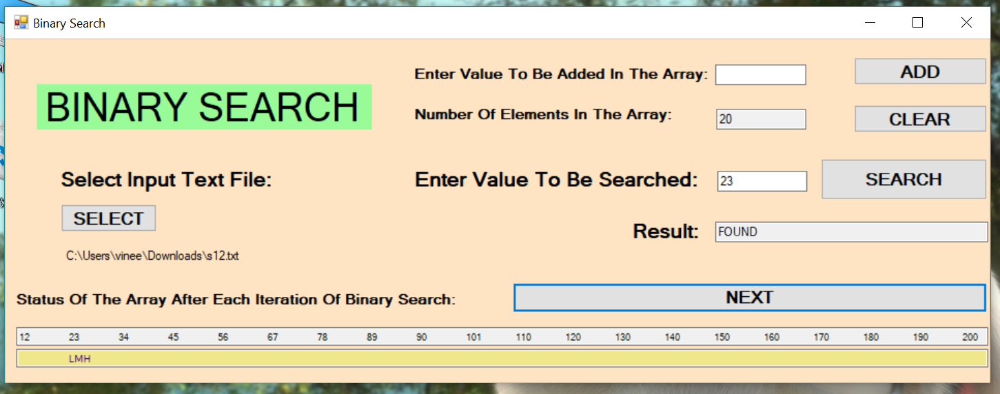 Binary Search
Enter Value To Be Added In The Array:
ADD
BINARY SEARCH
Number Of Elements In The Array:
20
CLEAR
Select Input Text File:
Enter Value To Be Searched:
23
SEARCH
SELECT
Result:
FOUND
C:\Users\vinee\Downloads\s12.txt
Status Of The Array After Each Iteration Of Binary Search:
NEXT
12 23 34 45 56 67 78 89 90 101 110 120 130 140 150 160 170 180 190 200
LMH